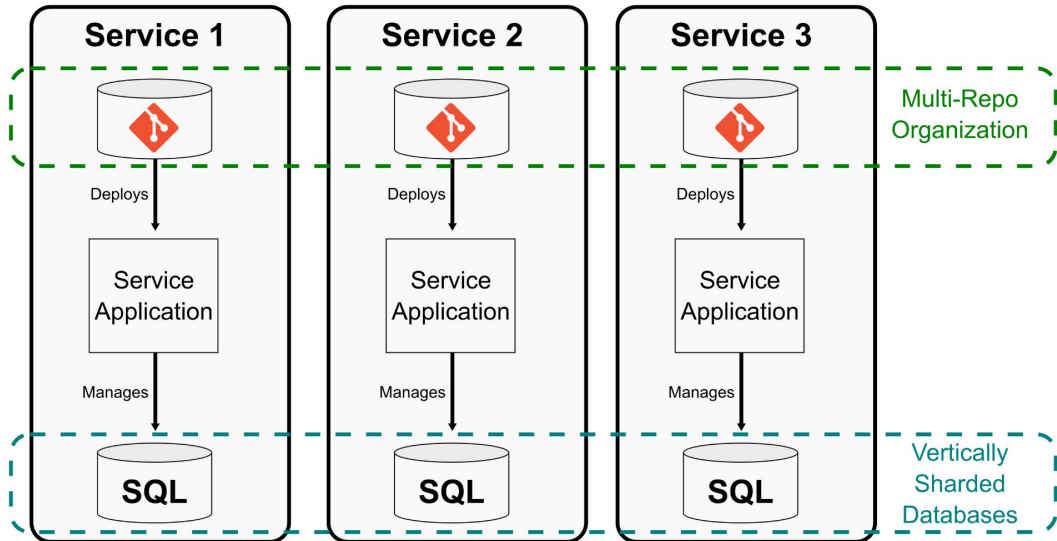 Service 1
Service 2
Service 3
Multi-Repo
Organization
Deploys
Deploys
Deploys
Service
Application
Service
Application
Service
Application
Manages
Manages
Manages
SQL
SQL
SQL
Vertically
Sharded
Databases